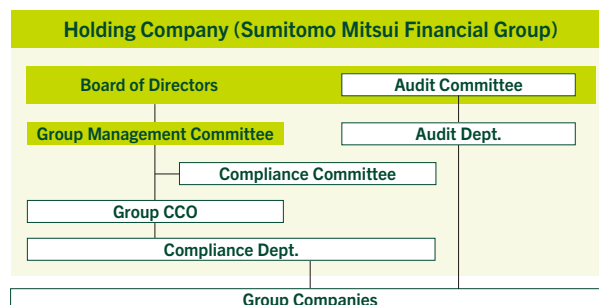 Holding Company (Sumitomo Mitsui Financial Group)
Board of Directors
Audit Committee
Group Management Committee
Audit Dept.
Compliance Committee
Group CCO
Compliance Dept.
Group Companies